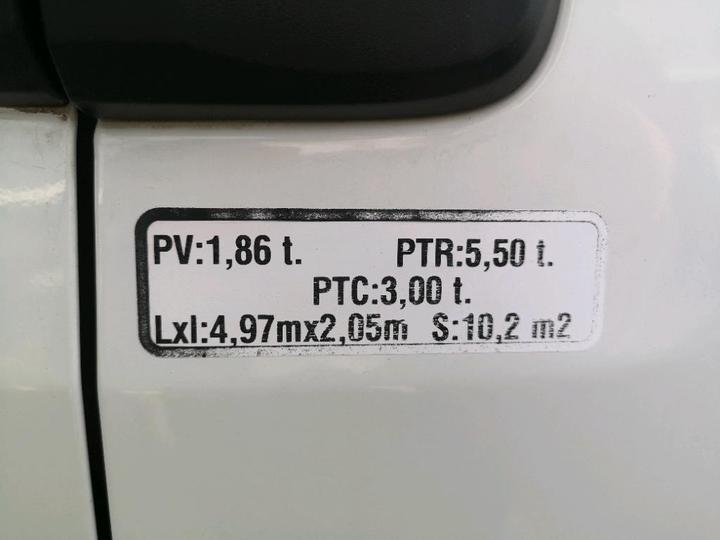 PV:1,86 t. PTR:5,50 t.
PTC:3,00 t.
Lxl:4,97mx2,05m S:10,2 m2